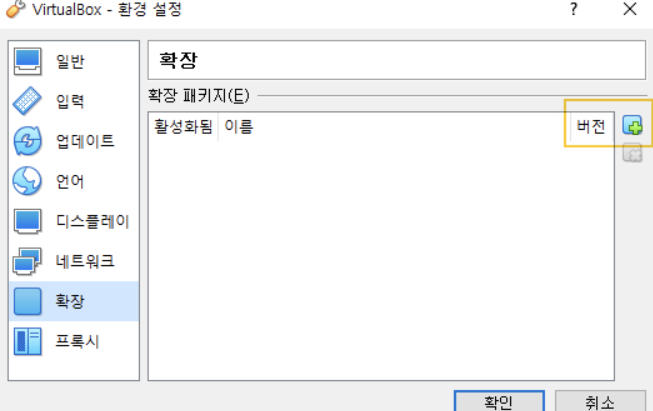 VirtualBox - 환경 설정 ?
일반
입력
업데이트
언어
디스플레이
네트워크
확장
프록시
확장
확장 패키지(E)
활성화됨 이름 버전
확인 취소